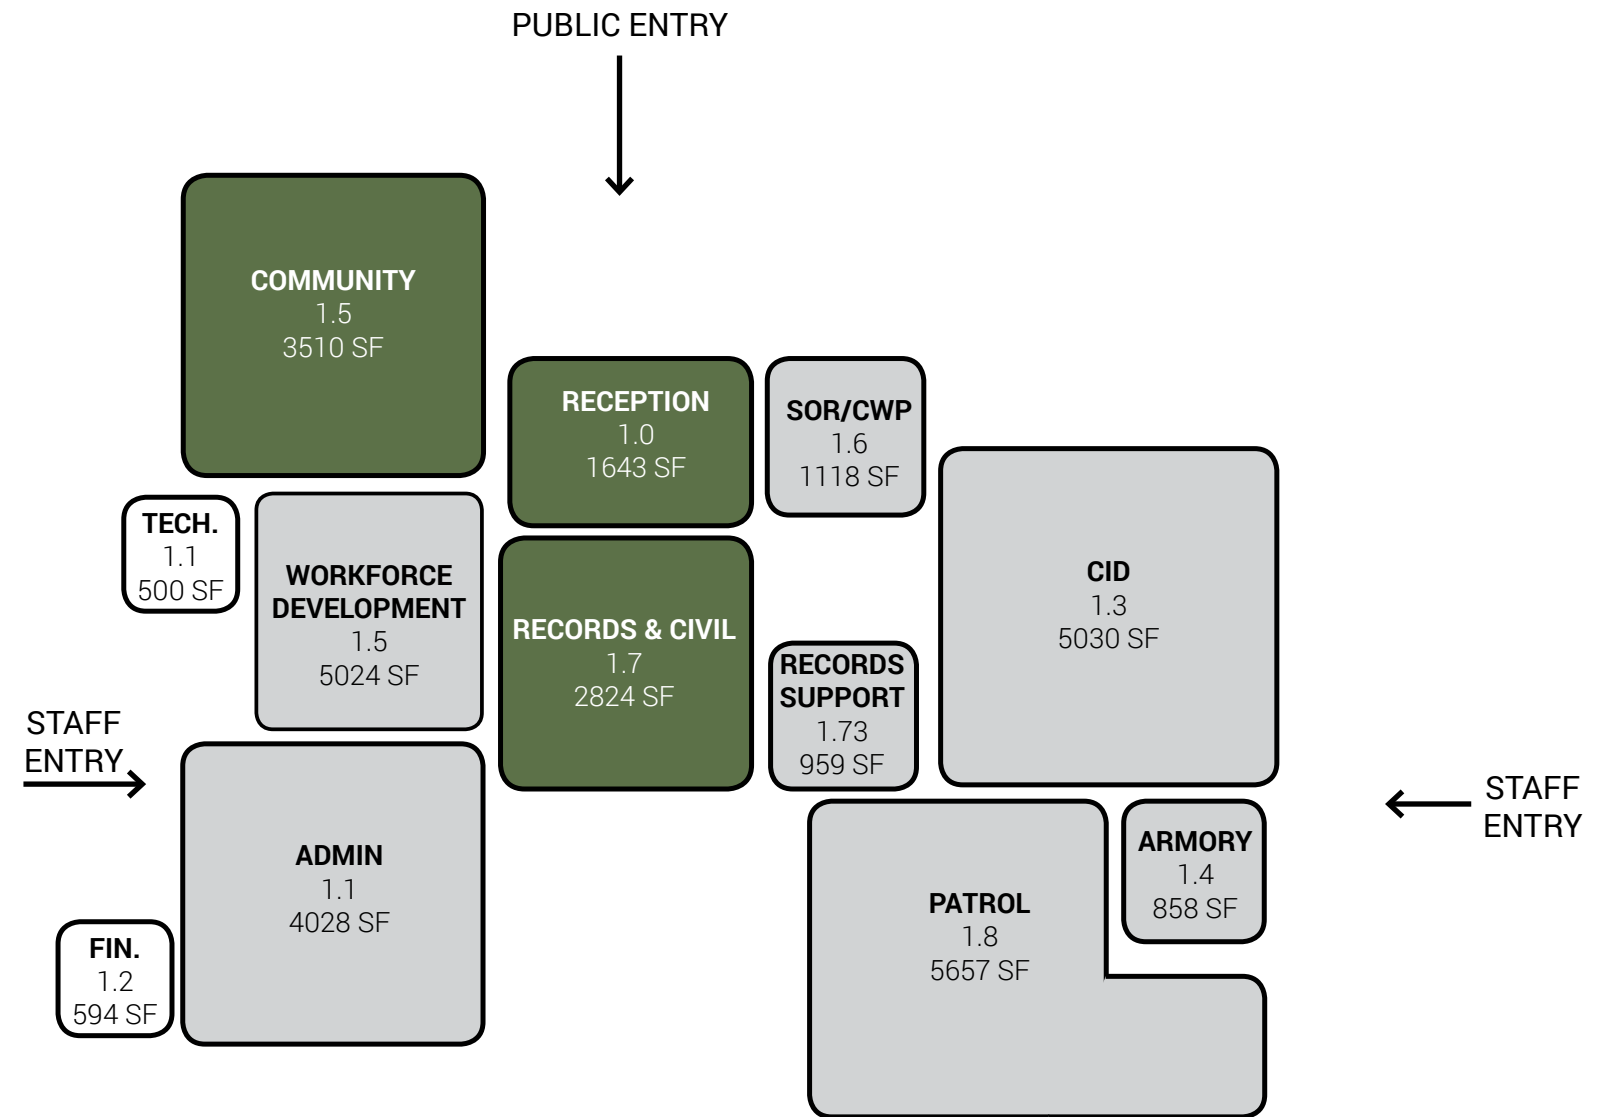 PUBLIC ENTRY
COMMUNITY
1.5
3510 SF
RECEPTION
1.0
1643 SF
SOR/CWP
1.6
1118 SF
TECH.
1.1
500 SF
WORKFORCE
DEVELOPMENT
1.5
5024 SF
RECORDS & CIVIL
1.7
2824 SF
RECORDS
SUPPORT
1.73
959 SF
CID
1.3
5030 SF
STAFF
ENTRY
ADMIN
1.1
4028 SF
FIN.
1.2
594 SF
PATROL
1.8
5657 SF
ARMORY
1.4
858 SF
STAFF
ENTRY